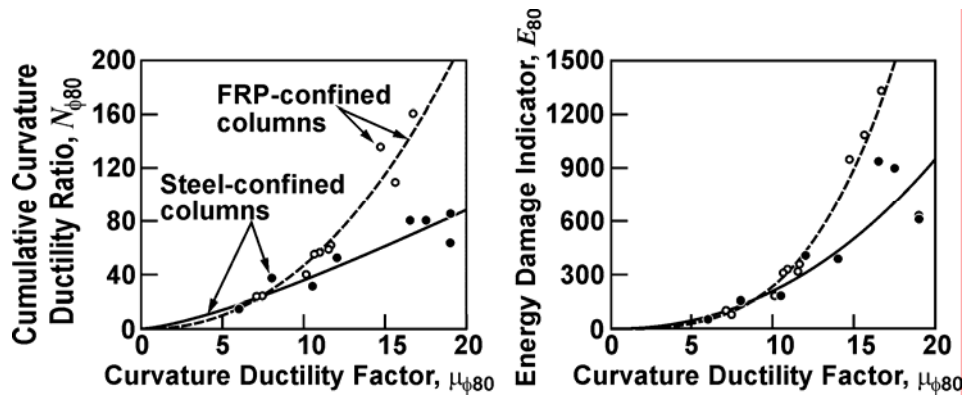 Cumulative Curvature
Ductility Ratio, Nϕ80
200
160
120
80
40
0
FRP-confined
columns
Steel-confined
columns
0 5 10 15 20
Curvature Ductility Factor, μϕ80
Energy Damage Indicator, E80
1500
1200
900
600
300
0
0 5 10 15 20
Curvature Ductility Factor, μϕ80